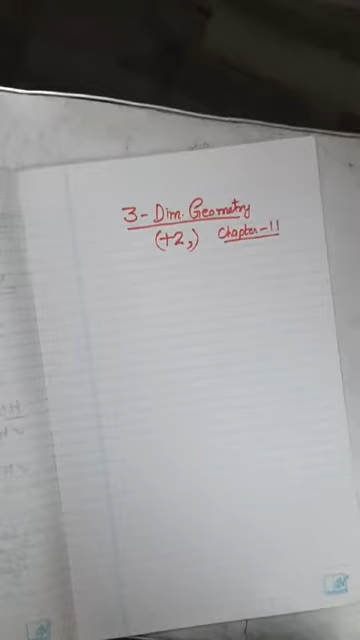 3- Dim. Geometry
(+2,) Chapter-11